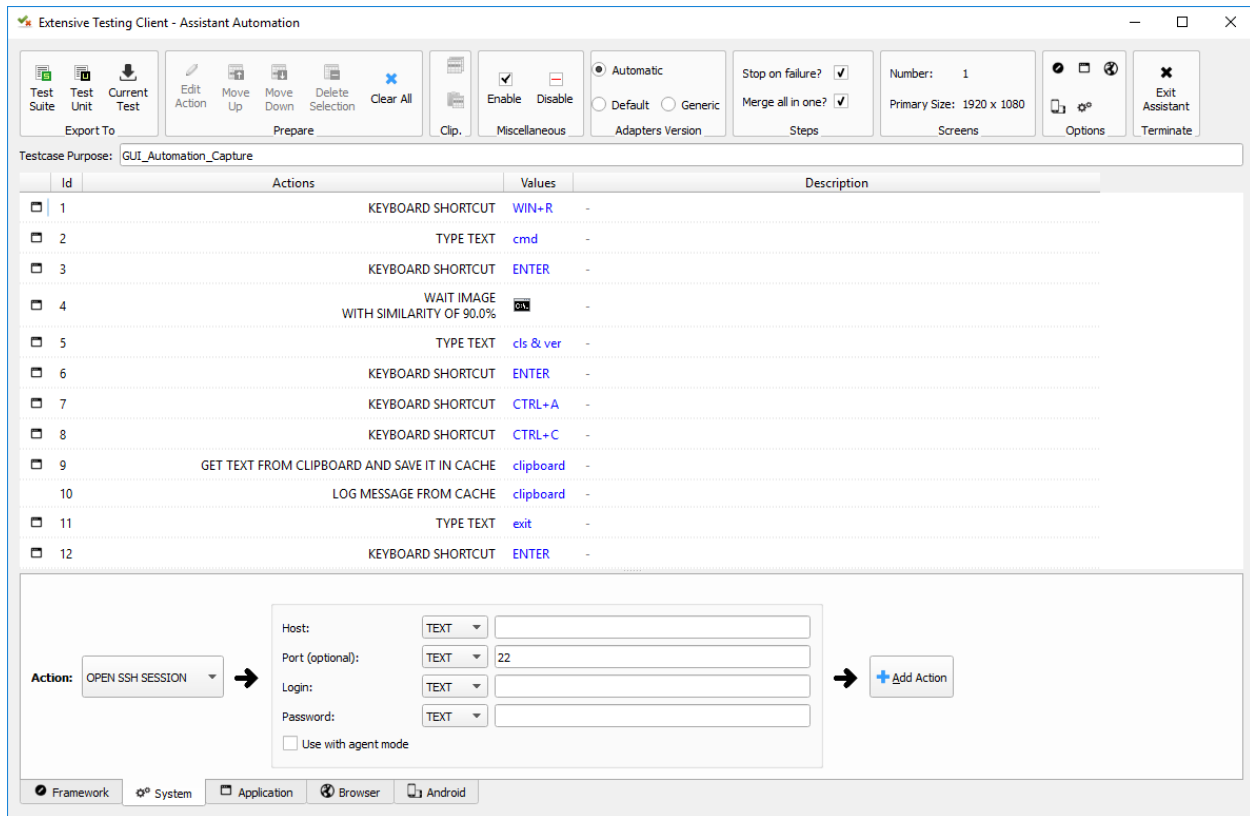 Extensive Testing Client - Assistant Automation
Test Suite
Test Unit
Current Test
Export To
Edit Action
Move Up
Move Down
Delete Selection
Clear All
Prepare
Clip.
Enable
Disable
Miscellaneous
Automatic
Default
Generic
Adapters Version
Stop on failure?
Merge all in one?
Steps
Number: 1
Primary Size: 1920 x 1080
Screens
Options
Exit Assistant
Terminate
Testcase Purpose: GUI_Automation_Capture
Id Actions Values Description
1 KEYBOARD SHORTCUT WIN+R -
2 TYPE TEXT cmd -
3 KEYBOARD SHORTCUT ENTER -
4 WAIT IMAGE
WITH SIMILARITY OF 90.0% C:\. -
5 TYPE TEXT cls & ver -
6 KEYBOARD SHORTCUT ENTER -
7 KEYBOARD SHORTCUT CTRL+A -
8 KEYBOARD SHORTCUT CTRL+C -
9 GET TEXT FROM CLIPBOARD AND SAVE IT IN CACHE clipboard -
10 LOG MESSAGE FROM CACHE clipboard -
11 TYPE TEXT exit -
12 KEYBOARD SHORTCUT ENTER -
Host: TEXT
Port (optional): TEXT 22
Action: OPEN SSH SESSION
Login: TEXT
Password: TEXT
Use with agent mode
Add Action
Framework System Application Browser Android